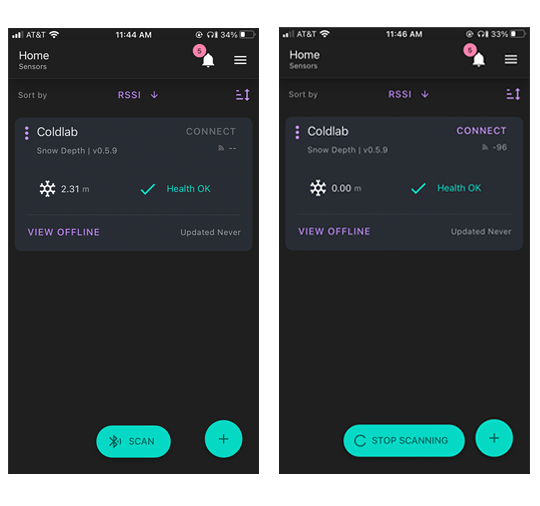 AT&T 11:44 AM 34%
Home
Sensors
5
Sort by RSSI
Coldlab CONNECT
Snow Depth | v0.5.9 --
2.31 m Health OK
VIEW OFFLINE Updated Never
SCAN +
AT&T 11:46 AM 33%
Home
Sensors
5
Sort by RSSI
Coldlab CONNECT
Snow Depth | v0.5.9 -96
0.00 m Health OK
VIEW OFFLINE Updated Never
STOP SCANNING +